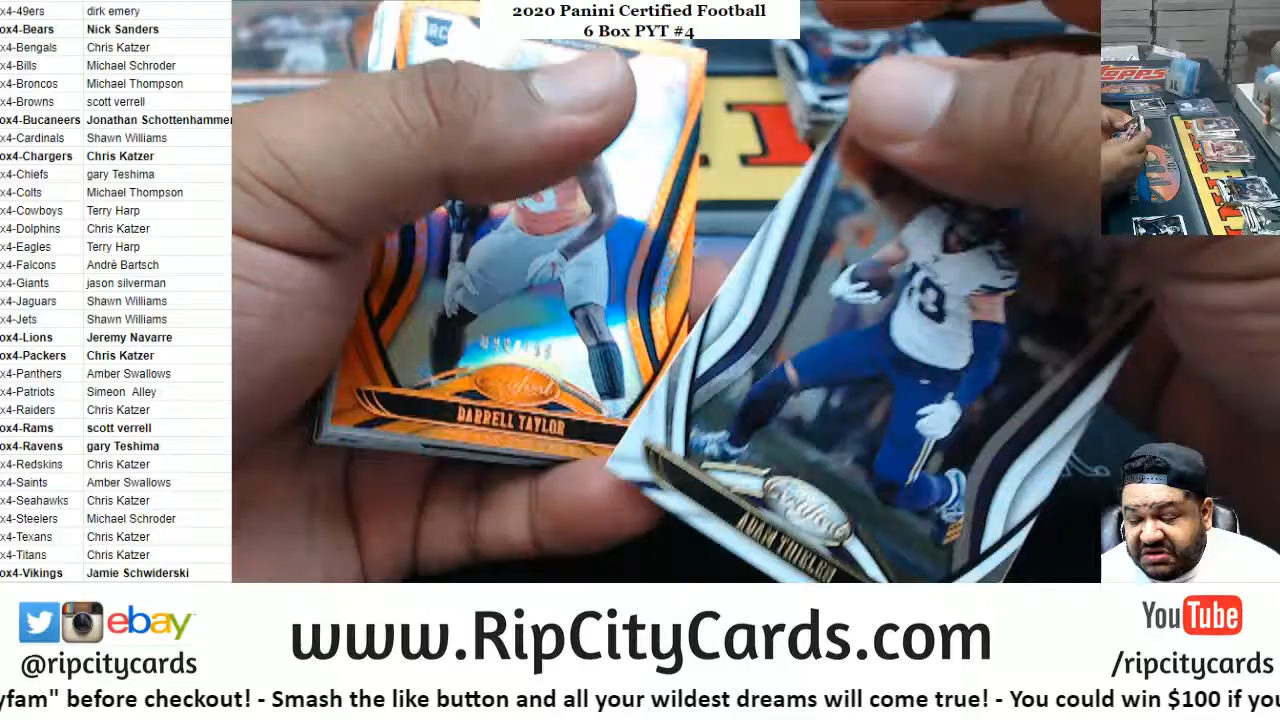 2020 Panini Certified Football
6 Box PYT #4
x4-49ers dirk emery
ox4-Bears Nick Sanders
x4-Bengals Chris Katzer
x4-Bills Michael Schroder
x4-Broncos Michael Thompson
x4-Browns scott verrell
ox4-Bucaneers Jonathan Schottenhammer
x4-Cardinals Shawn Williams
ox4-Chargers Chris Katzer
x4-Chiefs gary Teshima
x4-Colts Michael Thompson
x4-Cowboys Terry Harp
x4-Dolphins Chris Katzer
x4-Eagles Terry Harp
x4-Falcons André Bartsch
x4-Giants jason silverman
x4-Jaguars Shawn Williams
x4-Jets Shawn Williams
ox4-Lions Jeremy Navarre
ox4-Packers Chris Katzer
x4-Panthers Amber Swallows
x4-Patriots Simeon Alley
x4-Raiders Chris Katzer
ox4-Rams scott verrell
ox4-Ravens gary Teshima
x4-Redskins Chris Katzer
x4-Saints Amber Swallows
x4-Seahawks Chris Katzer
x4-Steelers Michael Schroder
x4-Texans Chris Katzer
x4-Titans Chris Katzer
ox4-Vikings Jamie Schwiderski
RC
Certified
DARRELL TAYLOR
Certified
ADAM THIELEN
TOPPS
ebay
@ripcitycards
www.RipCityCards.com
YouTube
/ripcitycards
yfam" before checkout! - Smash the like button and all your wildest dreams will come true! - You could win $100 if you